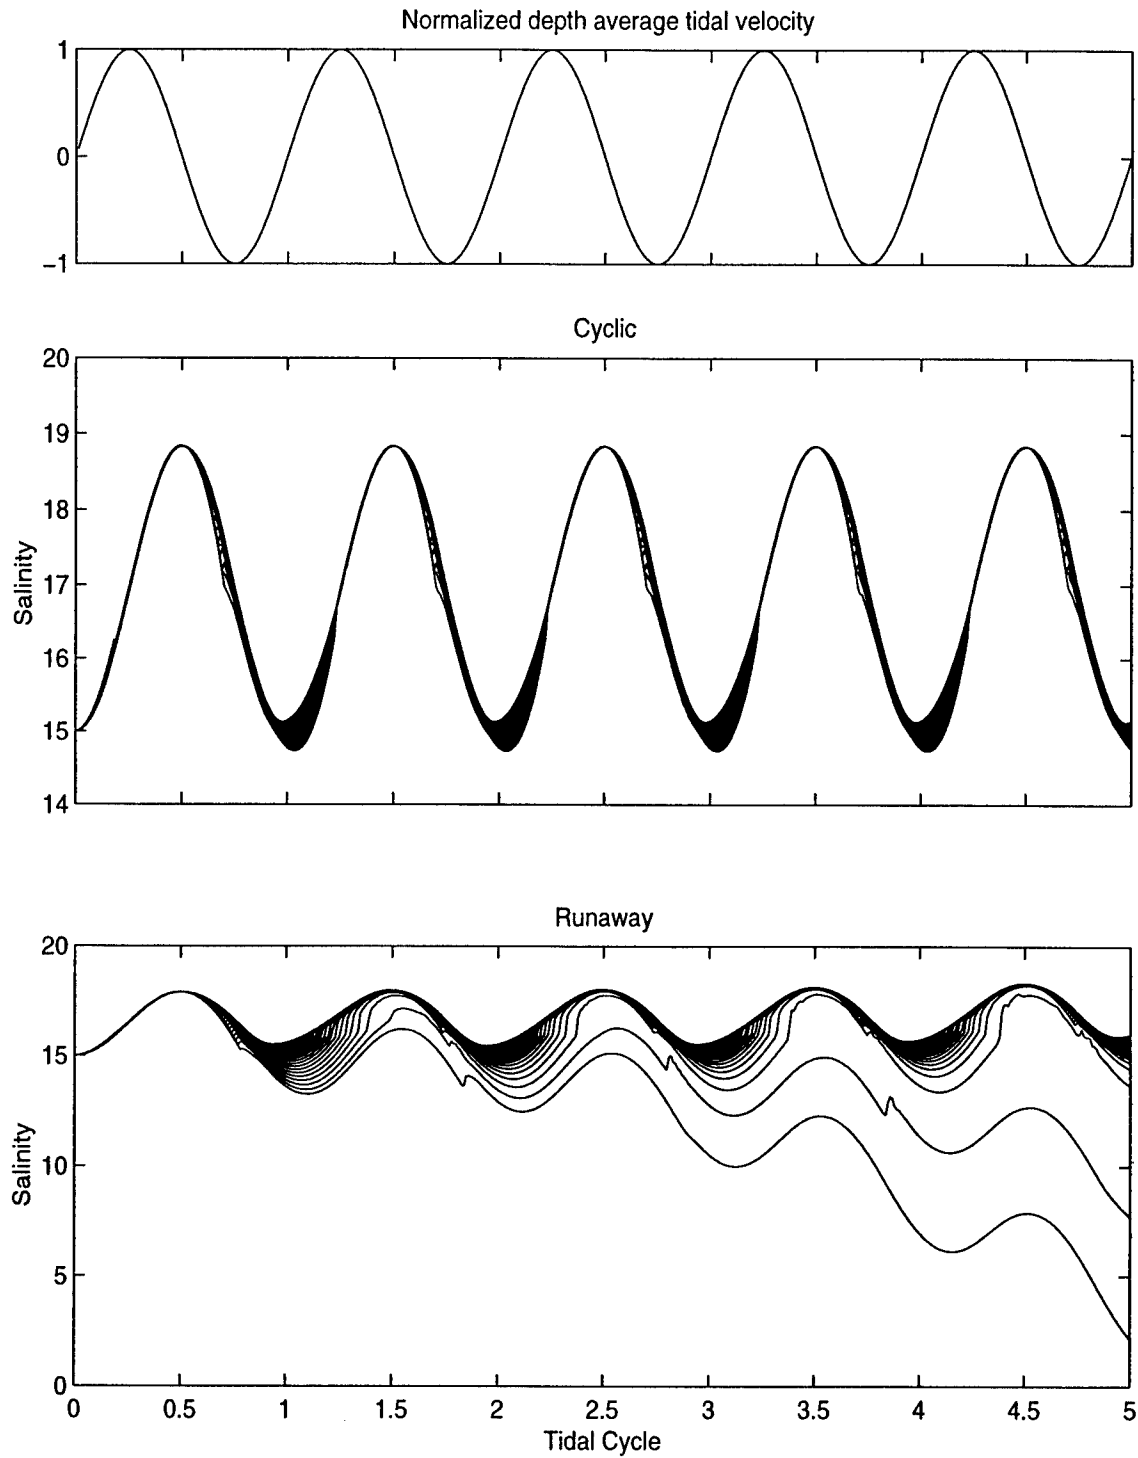 Normalized depth average tidal velocity
1
0
−1
Cyclic
20
19
18
17
16
15
14
Salinity
Runaway
20
15
10
5
0
Salinity
0 0.5 1 1.5 2 2.5 3 3.5 4 4.5 5
Tidal Cycle